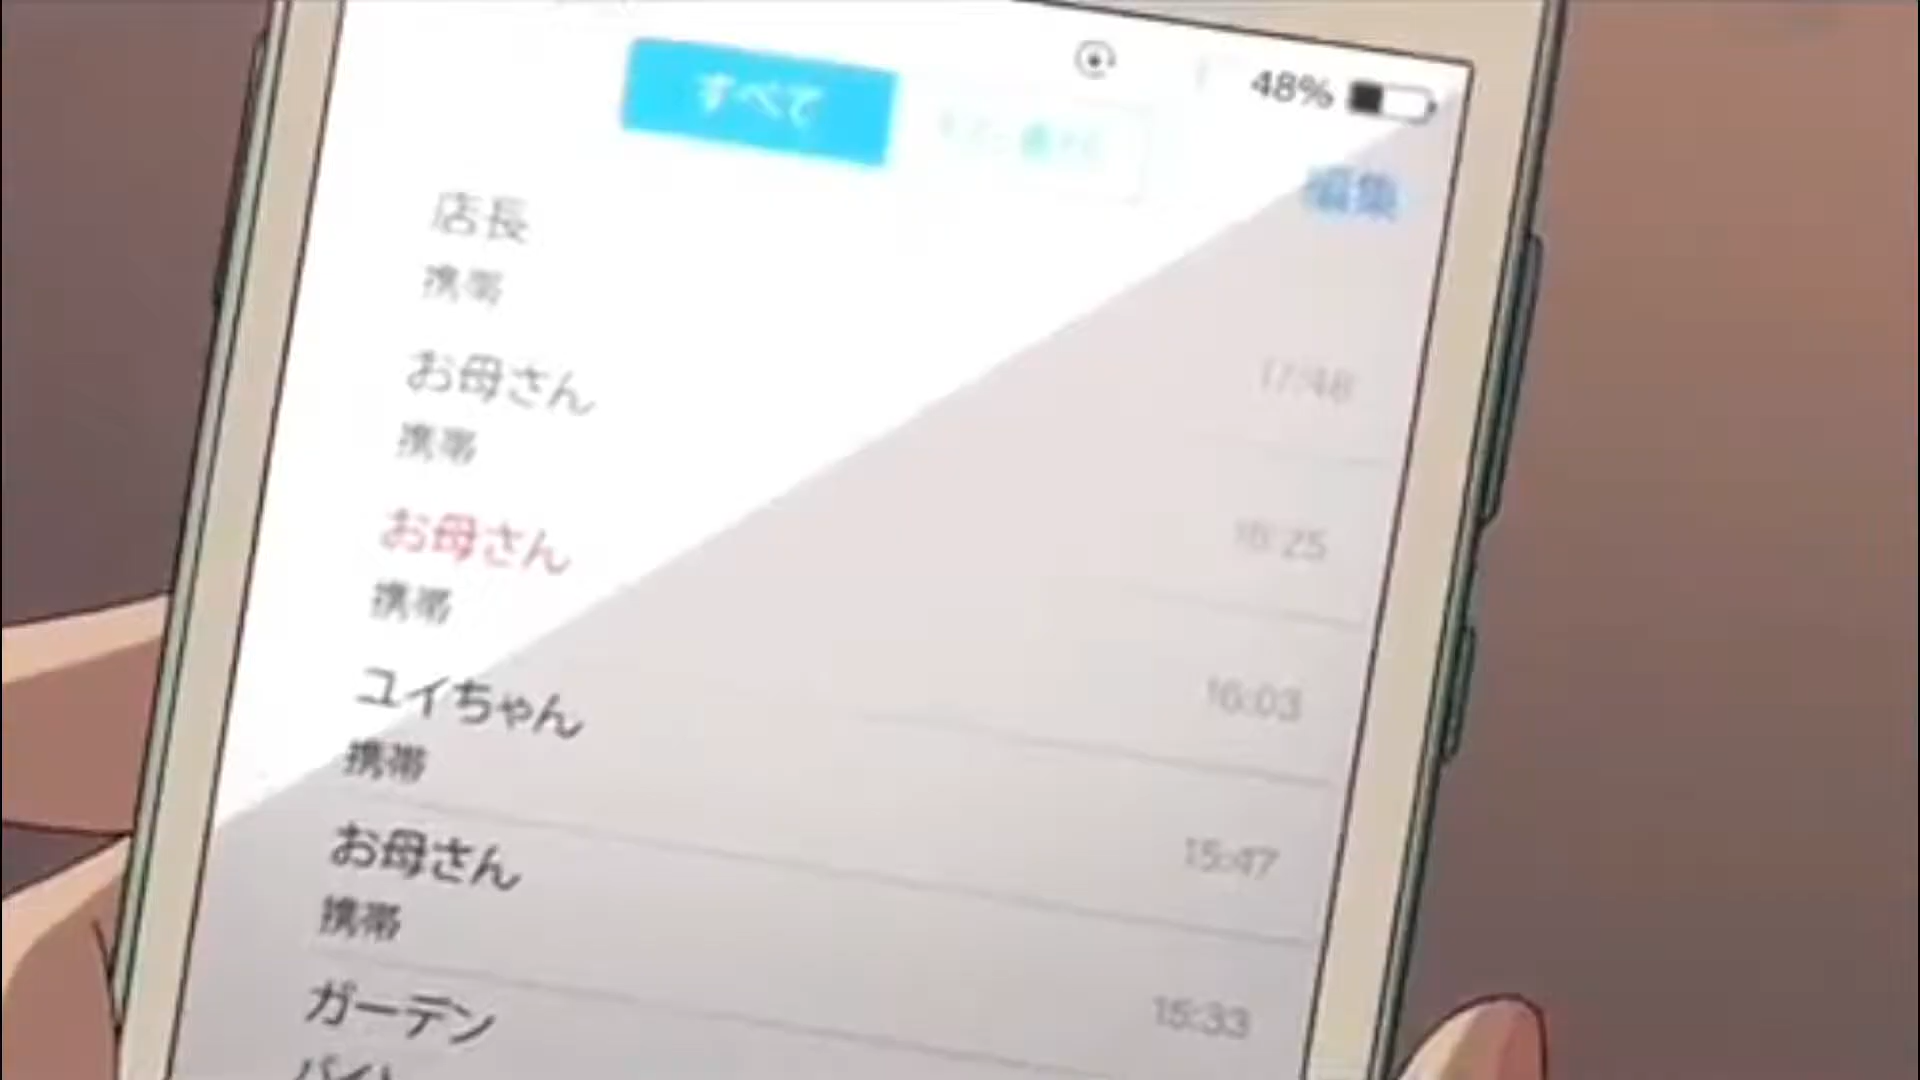 48%
すべて
編集
店長
携帯
17:48
お母さん
携帯
16:25
お母さん
携帯
16:03
ユイちゃん
携帯
15:47
お母さん
携帯
15:33
ガーデン